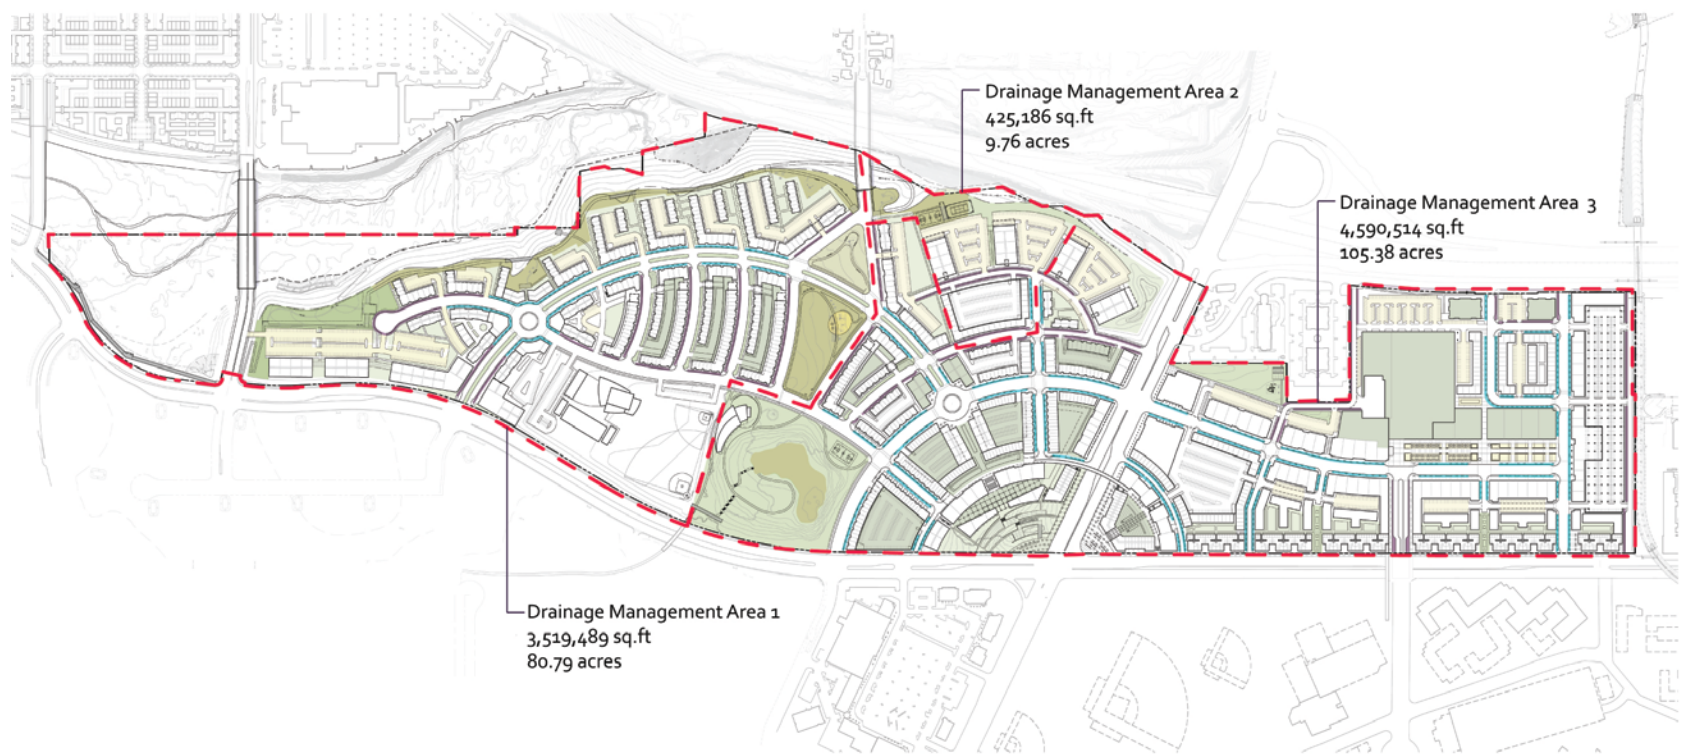 Drainage Management Area 2
425,186 sq.ft
9.76 acres
Drainage Management Area 3
4,590,514 sq.ft
105.38 acres
Drainage Management Area 1
3,519,489 sq.ft
80.79 acres